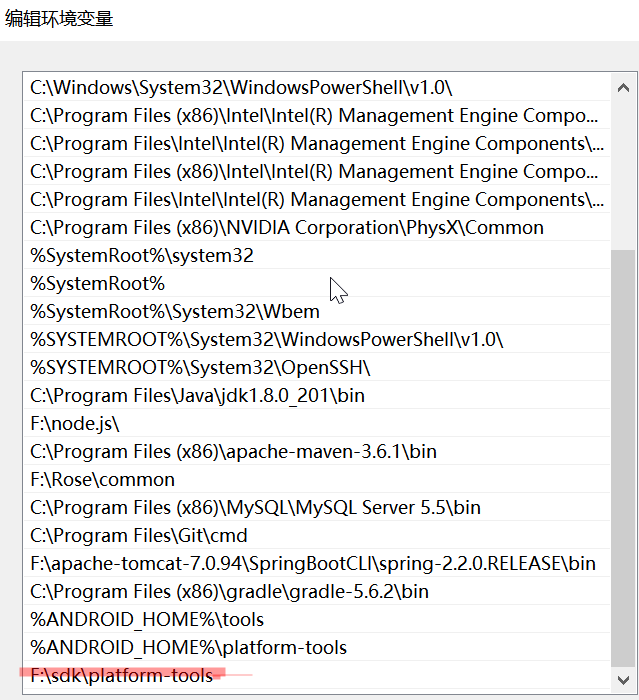 编辑环境变量
C:\Windows\System32\WindowsPowerShell\v1.0\
C:\Program Files (x86)\Intel\Intel(R) Management Engine Compo...
C:\Program Files\Intel\Intel(R) Management Engine Components\...
C:\Program Files (x86)\Intel\Intel(R) Management Engine Compo...
C:\Program Files\Intel\Intel(R) Management Engine Components\...
C:\Program Files (x86)\NVIDIA Corporation\PhysX\Common
%SystemRoot%\system32
%SystemRoot%
%SystemRoot%\System32\Wbem
%SYSTEMROOT%\System32\WindowsPowerShell\v1.0\
%SYSTEMROOT%\System32\OpenSSH\
C:\Program Files\Java\jdk1.8.0_201\bin
F:\node.js\
C:\Program Files (x86)\apache-maven-3.6.1\bin
F:\Rose\common
C:\Program Files (x86)\MySQL\MySQL Server 5.5\bin
C:\Program Files\Git\cmd
F:\apache-tomcat-7.0.94\SpringBootCLI\spring-2.2.0.RELEASE\bin
C:\Program Files (x86)\gradle\gradle-5.6.2\bin
%ANDROID_HOME%\tools
%ANDROID_HOME%\platform-tools
F:\sdk\platform-tools